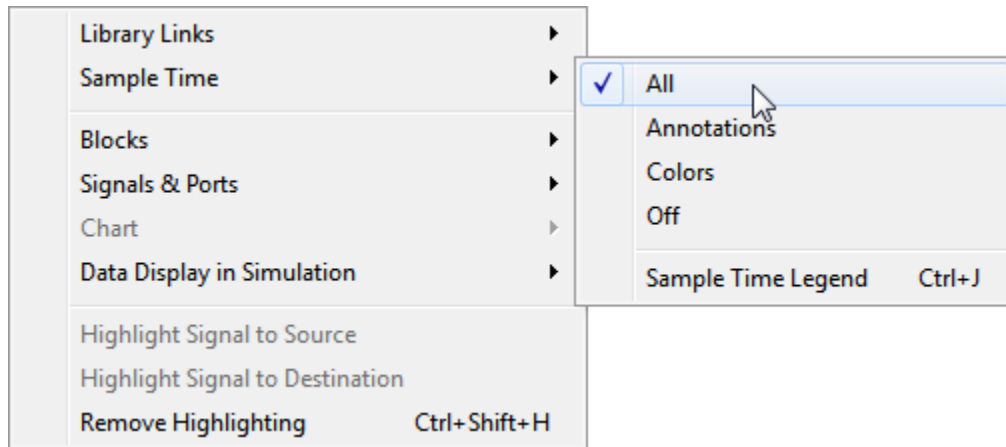 Library Links
Sample Time
Blocks
Signals & Ports
Chart
Data Display in Simulation
Highlight Signal to Source
Highlight Signal to Destination
Remove Highlighting Ctrl+Shift+H
All
Annotations
Colors
Off
Sample Time Legend Ctrl+J